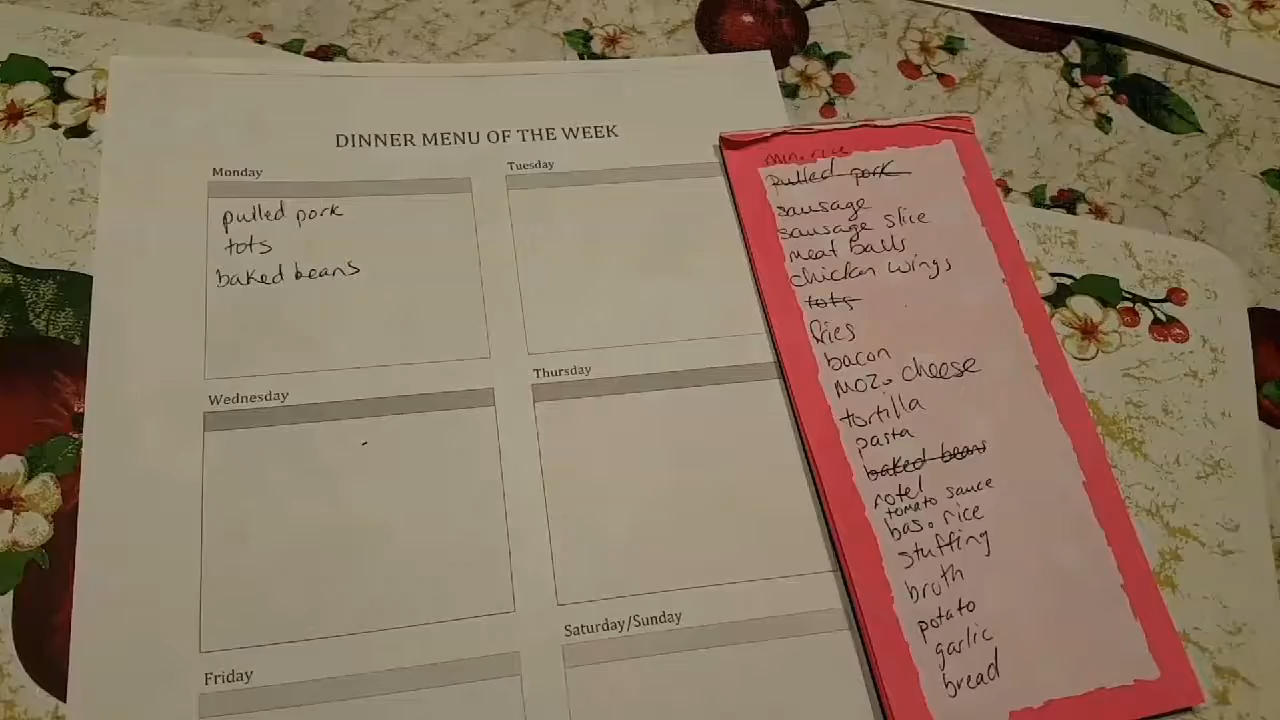 DINNER MENU OF THE WEEK
Monday
pulled pork
tots
baked beans
Tuesday
Wednesday
Thursday
Friday
Saturday/Sunday
min. rice
pulled pork
sausage
sausage slice
meat balls
chicken wings
tots
fries
bacon
moz. cheese
tortilla
pasta
baked beans
rotel
tomato sauce
bas. rice
stuffing
broth
potato
garlic
bread